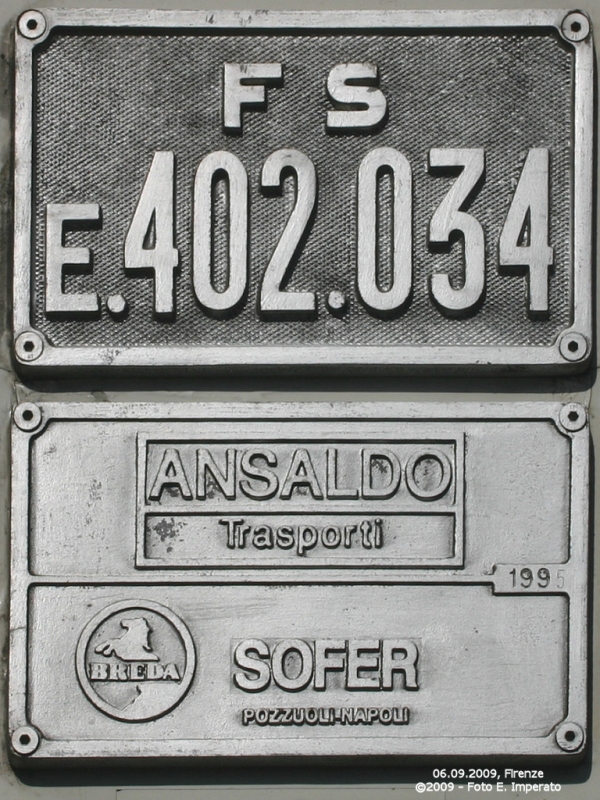 FS
E.402.034
ANSALDO
Trasporti
1995
BREDA
SOFER
POZZUOLI-NAPOLI
06.09.2009, Firenze
©2009 - Foto E. Imperato